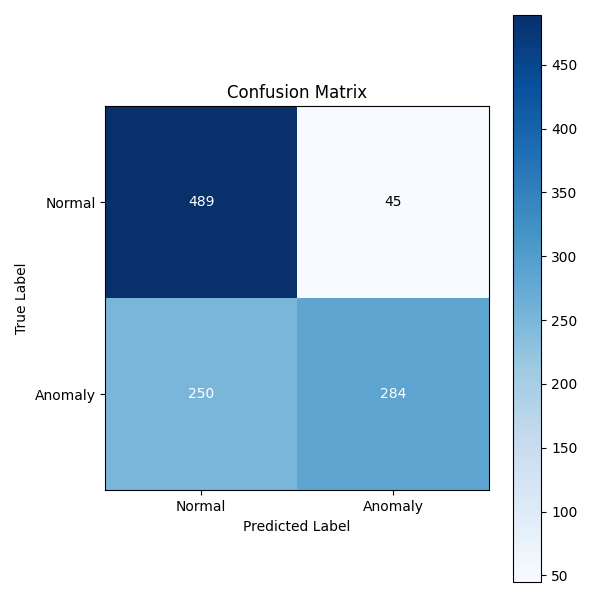 Confusion Matrix
True Label
Normal
489
45
Anomaly
250
284
Normal
Anomaly
Predicted Label
450
400
350
300
250
200
150
100
50